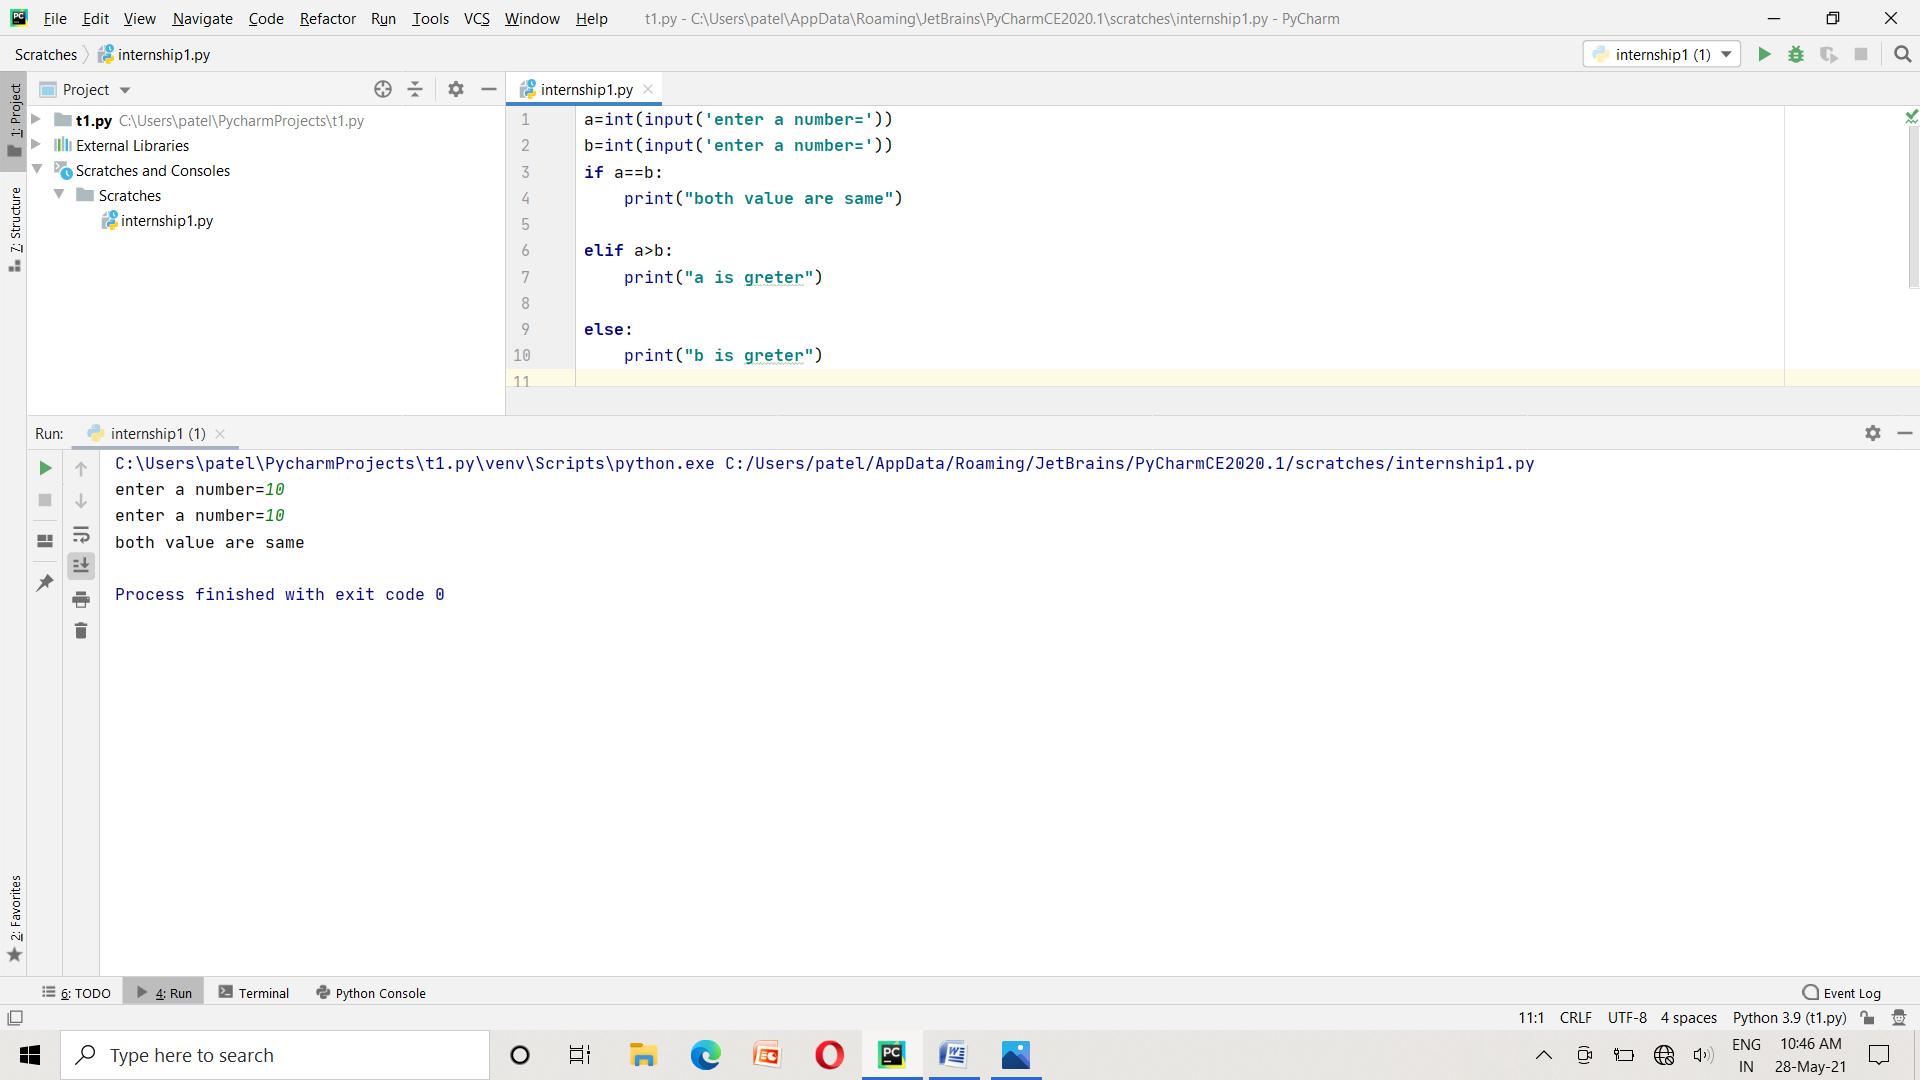 File Edit View Navigate Code Refactor Run Tools VCS Window Help t1.py - C:\Users\patel\AppData\Roaming\JetBrains\PyCharmCE2020.1\scratches\internship1.py - PyCharm
Scratches internship1.py internship1 (1)
1: Project
Project
internship1.py
t1.py C:\Users\patel\PycharmProjects\t1.py
External Libraries
Scratches and Consoles
Scratches
internship1.py
7: Structure
1 a=int(input('enter a number='))
2 b=int(input('enter a number='))
3 if a==b:
4 print("both value are same")
5
6 elif a>b:
7 print("a is greter")
8
9 else:
10 print("b is greter")
11
Run: internship1 (1)
C:\Users\patel\PycharmProjects\t1.py\venv\Scripts\python.exe C:/Users/patel/AppData/Roaming/JetBrains/PyCharmCE2020.1/scratches/internship1.py
enter a number=10
enter a number=10
both value are same
Process finished with exit code 0
2: Favorites
6: TODO 4: Run Terminal Python Console Event Log
11:1 CRLF UTF-8 4 spaces Python 3.9 (t1.py)
Type here to search
ENG
IN
10:46 AM
28-May-21